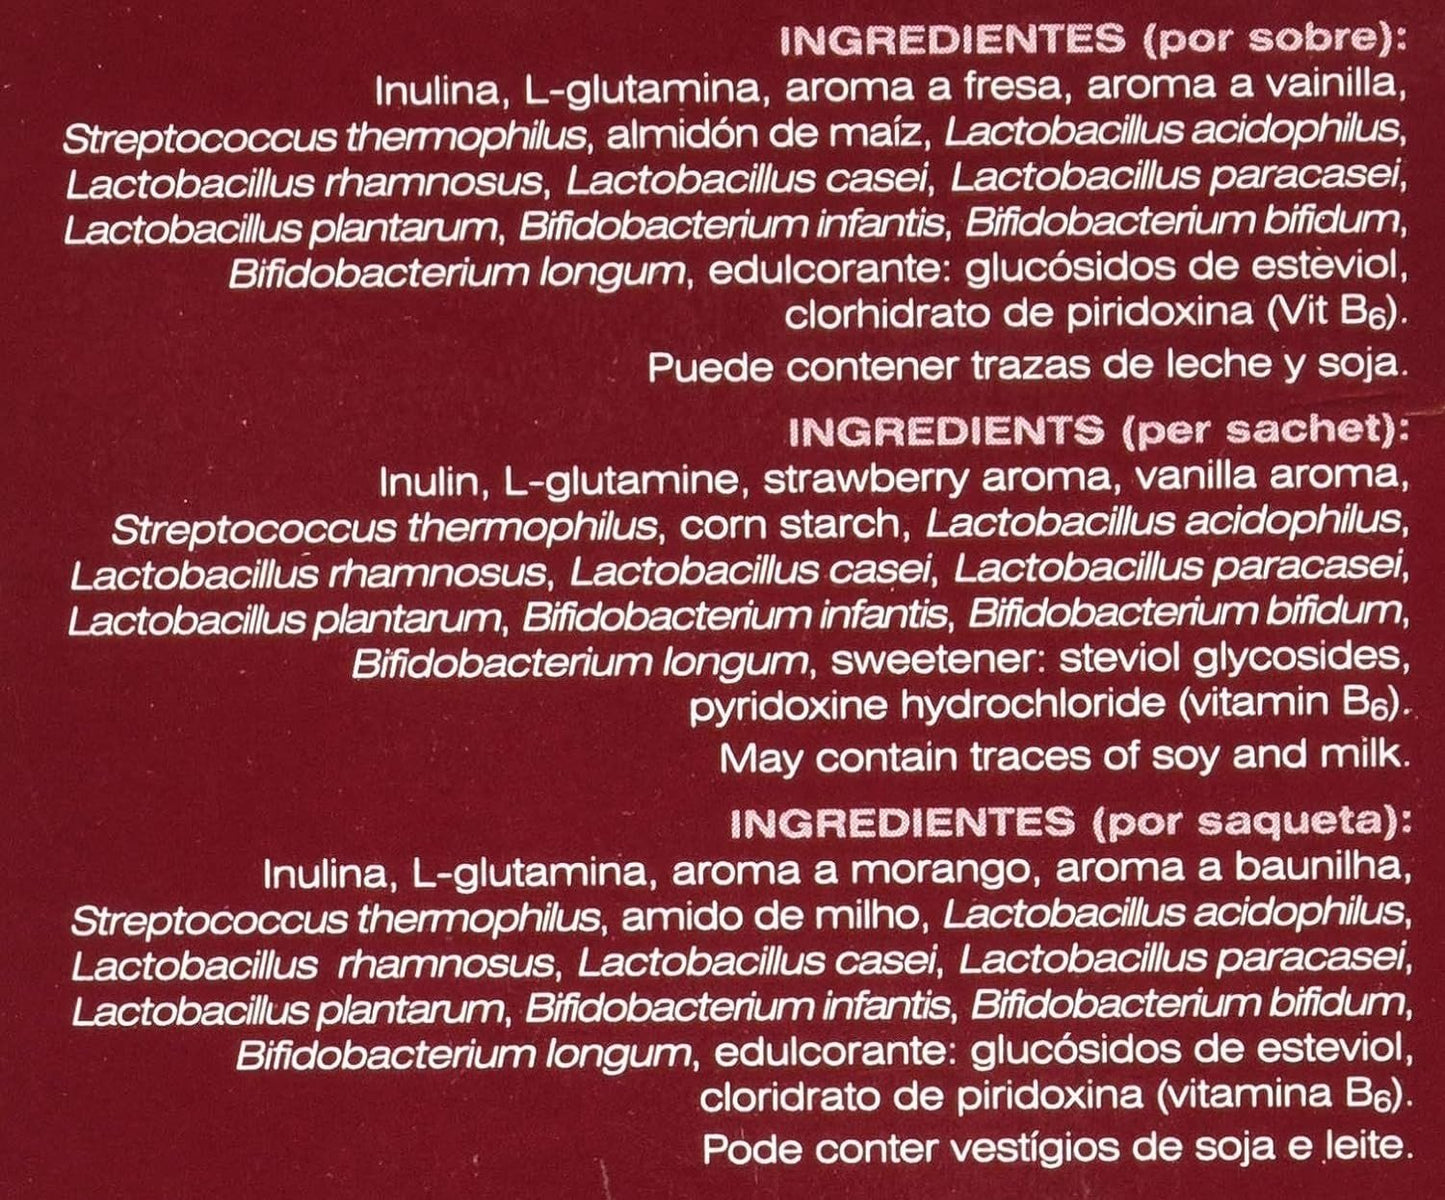 INGREDIENTES (por sobre):
Inulina, L-glutamina, aroma a fresa, aroma a vainilla,
Streptococcus thermophilus, almidón de maíz, Lactobacillus acidophilus,
Lactobacillus rhamnosus, Lactobacillus casei, Lactobacillus paracasei,
Lactobacillus plantarum, Bifidobacterium infantis, Bifidobacterium bifidum,
Bifidobacterium longum, edulcorante: glucósidos de esteviol,
clorhidrato de piridoxina (Vit B6).
Puede contener trazas de leche y soja.
INGREDIENTS (per sachet):
Inulin, L-glutamine, strawberry aroma, vanilla aroma,
Streptococcus thermophilus, corn starch, Lactobacillus acidophilus,
Lactobacillus rhamnosus, Lactobacillus casei, Lactobacillus paracasei,
Lactobacillus plantarum, Bifidobacterium infantis, Bifidobacterium bifidum,
Bifidobacterium longum, sweetener: steviol glycosides,
pyridoxine hydrochloride (vitamin B6).
May contain traces of soy and milk.
INGREDIENTES (por saqueta):
Inulina, L-glutamina, aroma a morango, aroma a baunilha,
Streptococcus thermophilus, amido de milho, Lactobacillus acidophilus,
Lactobacillus rhamnosus, Lactobacillus casei, Lactobacillus paracasei,
Lactobacillus plantarum, Bifidobacterium infantis, Bifidobacterium bifidum,
Bifidobacterium longum, edulcorante: glucósidos de esteviol,
cloridrato de piridoxina (vitamina B6).
Pode conter vestígios de soja e leite.